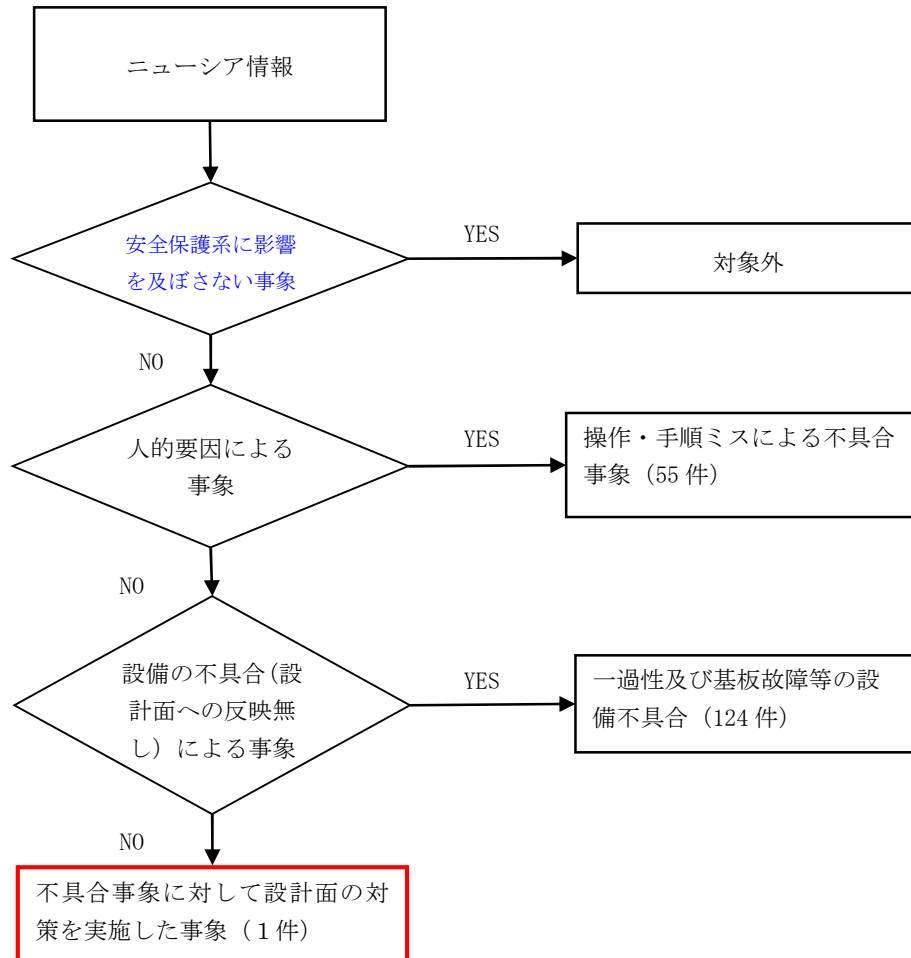 ニューシア情報
安全保護系に影響
を及ぼさない事象
YES
対象外
NO
人的要因による
事象
YES
操作・手順ミスによる不具合
事象（55 件）
NO
設備の不具合(設
計面への反映無
し）による事象
YES
一過性及び基板故障等の設
備不具合（124 件）
NO
不具合事象に対して設計面の対
策を実施した事象（１件）